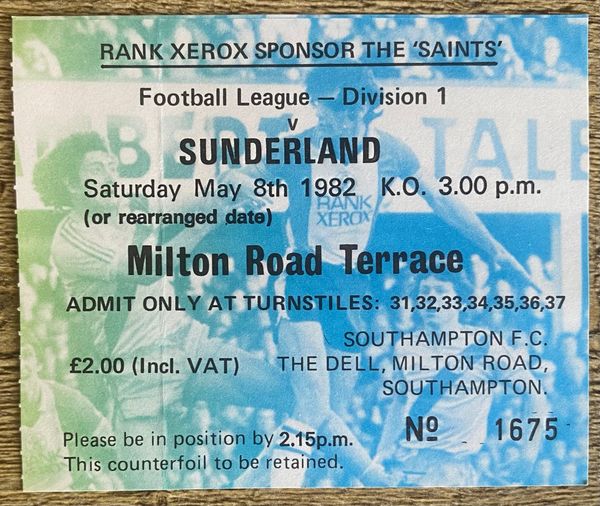 RANK XEROX SPONSOR THE 'SAINTS'
Football League — Division 1
v
SUNDERLAND
Saturday May 8th 1982 K.O. 3.00 p.m.
(or rearranged date)
RANK
XEROX
Milton Road Terrace
ADMIT ONLY AT TURNSTILES: 31,32,33,34,35,36,37
SOUTHAMPTON F.C.
£2.00 (Incl. VAT) THE DELL, MILTON ROAD,
SOUTHAMPTON.
Please be in position by 2.15p.m. Nº 1675
This counterfoil to be retained.